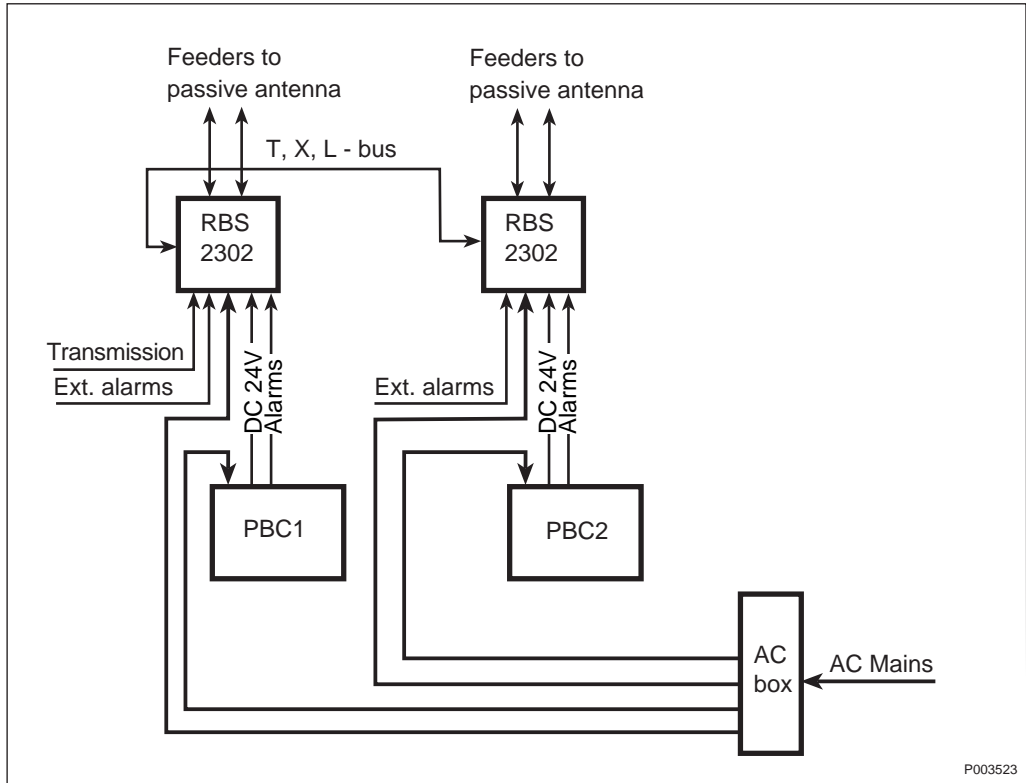 Feeders to
passive antenna
Feeders to
passive antenna
T, X, L - bus
RBS
2302
RBS
2302
Transmission
Ext. alarms
DC 24V
Alarms
Ext. alarms
DC 24V
Alarms
PBC1
PBC2
AC
box
AC Mains
P003523